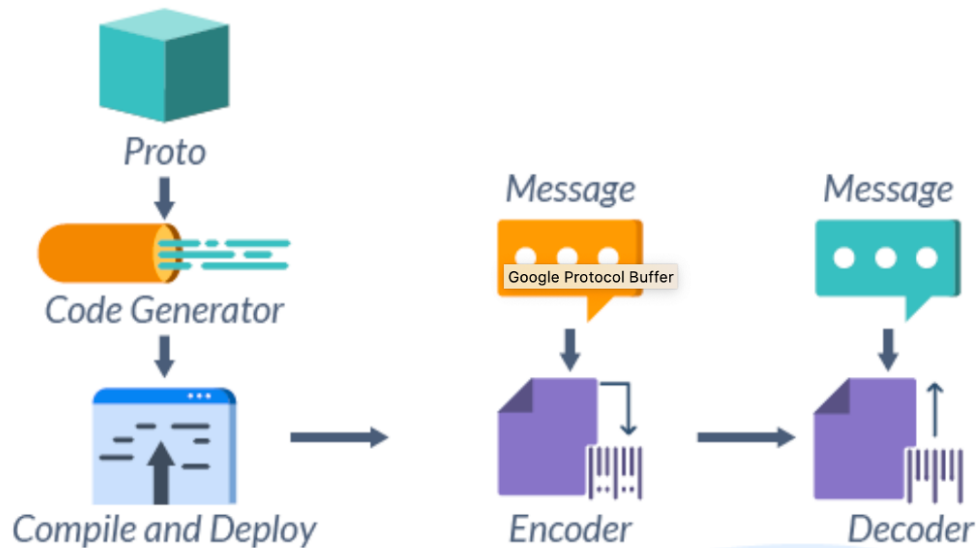 Proto
Code Generator
Compile and Deploy
Message
Google Protocol Buffer
Encoder
Message
Decoder